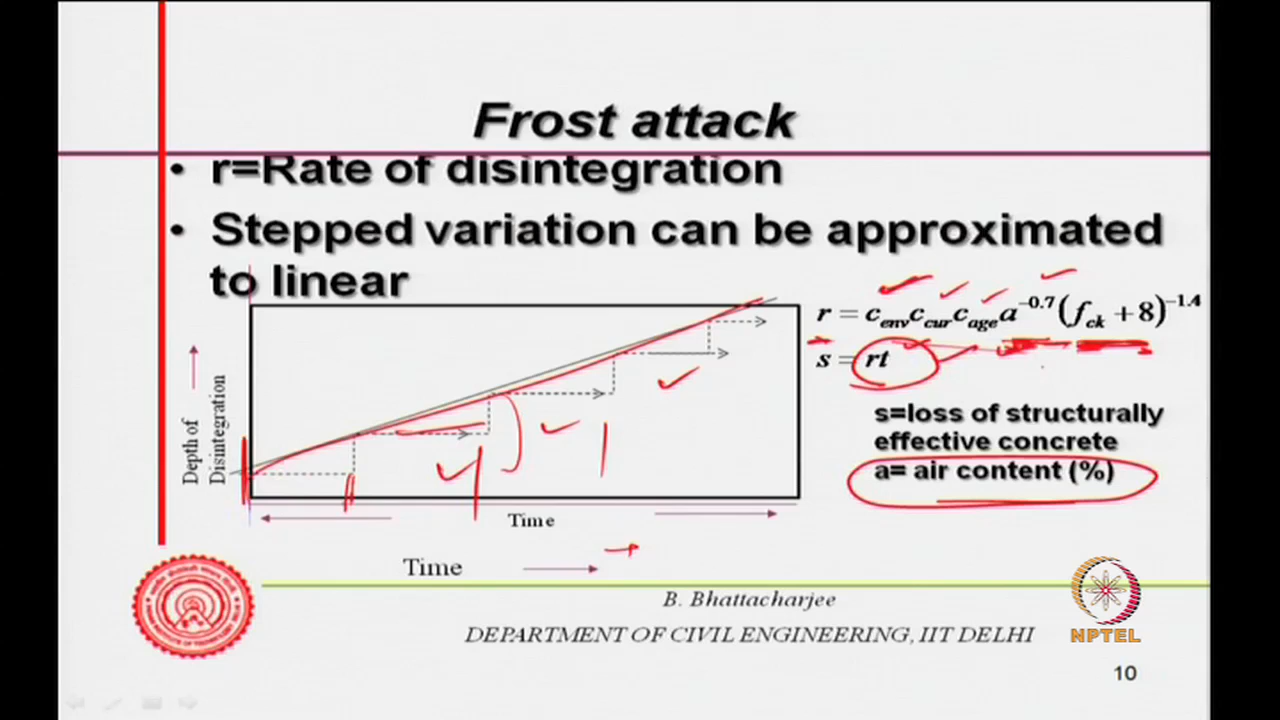 Frost attack
• r=Rate of disintegration
• Stepped variation can be approximated
to linear
r = c_env c_cur c_age a^-0.7 (f_ck + 8)^-1.4
s = rt
s=loss of structurally
effective concrete
a= air content (%)
Depth of
Disintegration
Time
Time
B. Bhattacharjee
DEPARTMENT OF CIVIL ENGINEERING, IIT DELHI
NPTEL
10